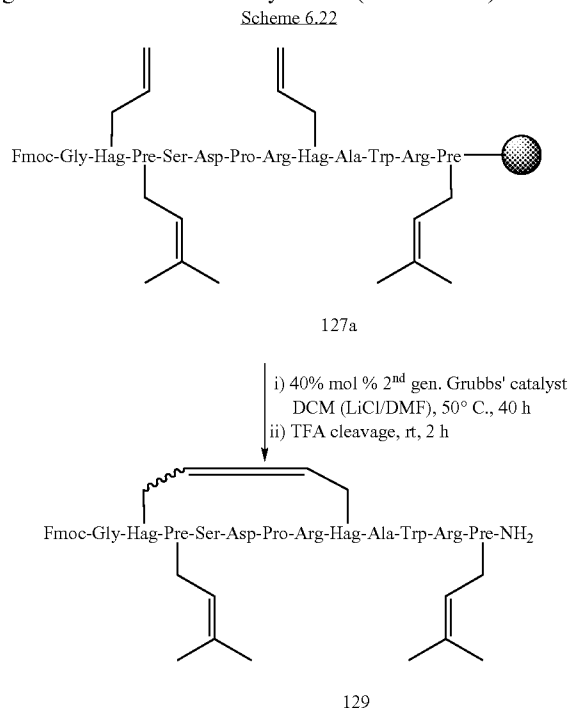 Scheme 6.22
Fmoc-Gly-Hag-Pre-Ser-Asp-Pro-Arg-Hag-Ala-Trp-Arg-Pre
127a
i) 40% mol % 2nd gen. Grubbs' catalyst
DCM (LiCl/DMF), 50° C., 40 h
ii) TFA cleavage, rt, 2 h
Fmoc-Gly-Hag-Pre-Ser-Asp-Pro-Arg-Hag-Ala-Trp-Arg-Pre-NH2
129